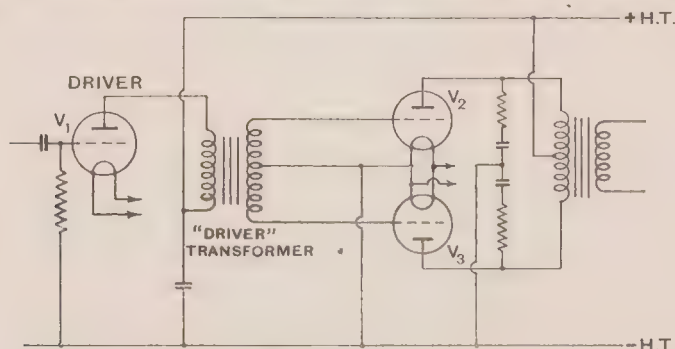 + H.T.
DRIVER
V1
V2
"DRIVER"
TRANSFORMER
V3
- H.T.